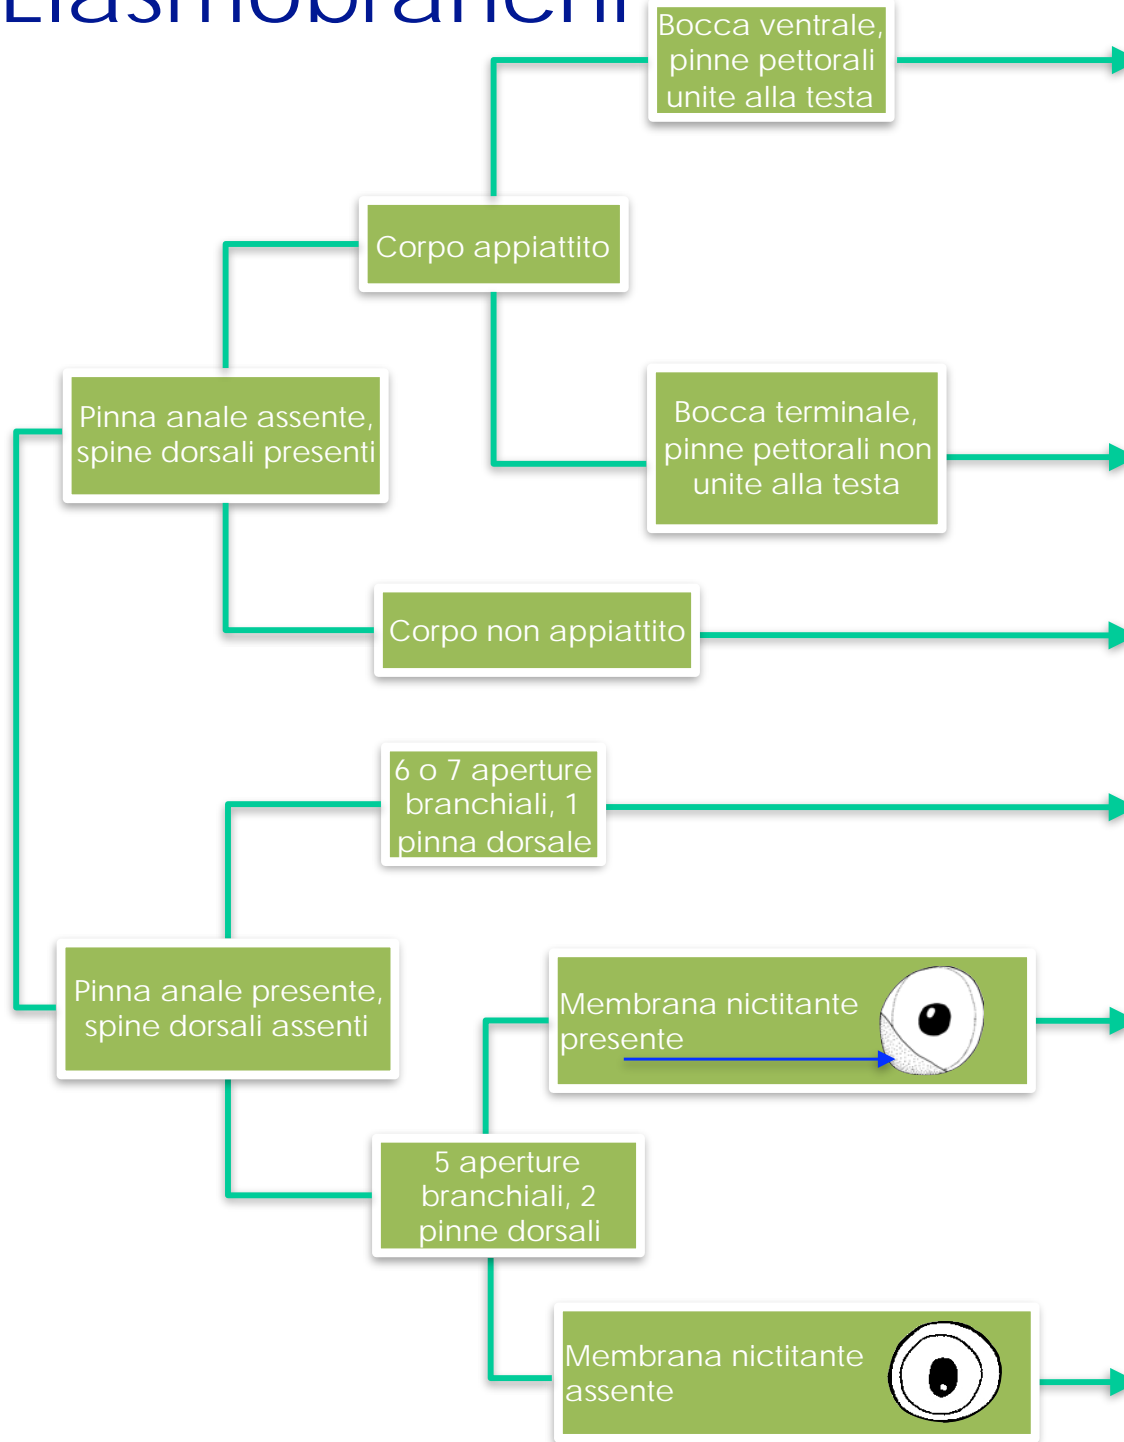 Elasmobranchi
Bocca ventrale,
pinne pettorali
unite alla testa
Corpo appiattito
Pinna anale assente,
spine dorsali presenti
Bocca terminale,
pinne pettorali non
unite alla testa
Corpo non appiattito
6 o 7 aperture
branchiali, 1
pinna dorsale
Pinna anale presente,
spine dorsali assenti
Membrana nictitante
presente
5 aperture
branchiali, 2
pinne dorsali
Membrana nictitante
assente